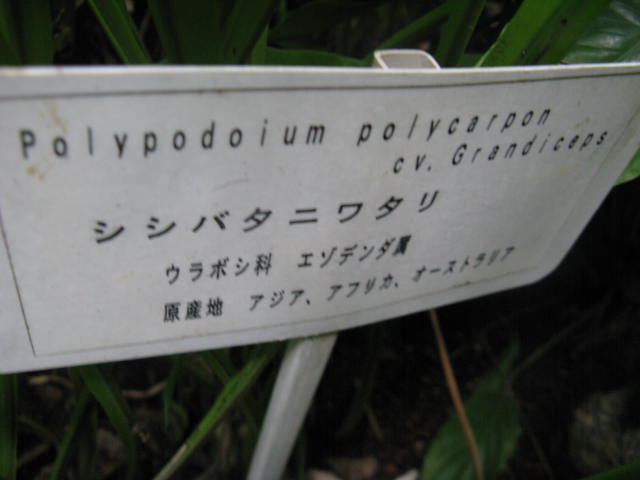 Polypodoium polycarpon
cv. Grandiceps
シシバタニワタリ
ウラボシ科 エゾデンダ属
原産地 アジア、アフリカ、オーストラリア